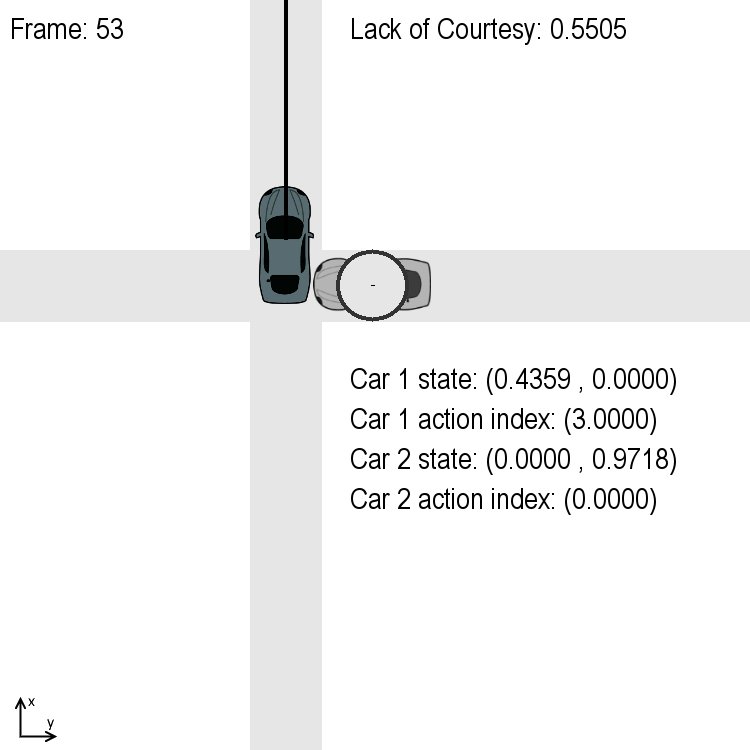 Frame: 53
Lack of Courtesy: 0.5505
Car 1 state: (0.4359 , 0.0000)
Car 1 action index: (3.0000)
Car 2 state: (0.0000 , 0.9718)
Car 2 action index: (0.0000)
x
y